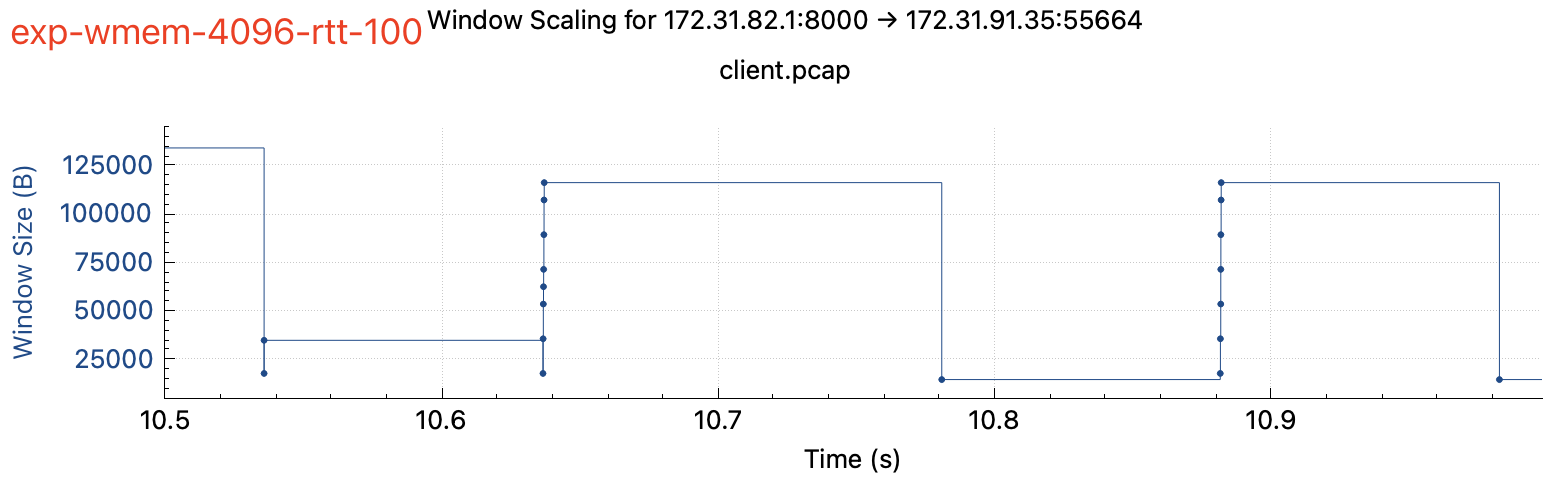 exp-wmem-4096-rtt-100
Window Scaling for 172.31.82.1:8000 → 172.31.91.35:55664
client.pcap
Window Size (B)
125000
100000
75000
50000
25000
10.5 10.6 10.7 10.8 10.9
Time (s)